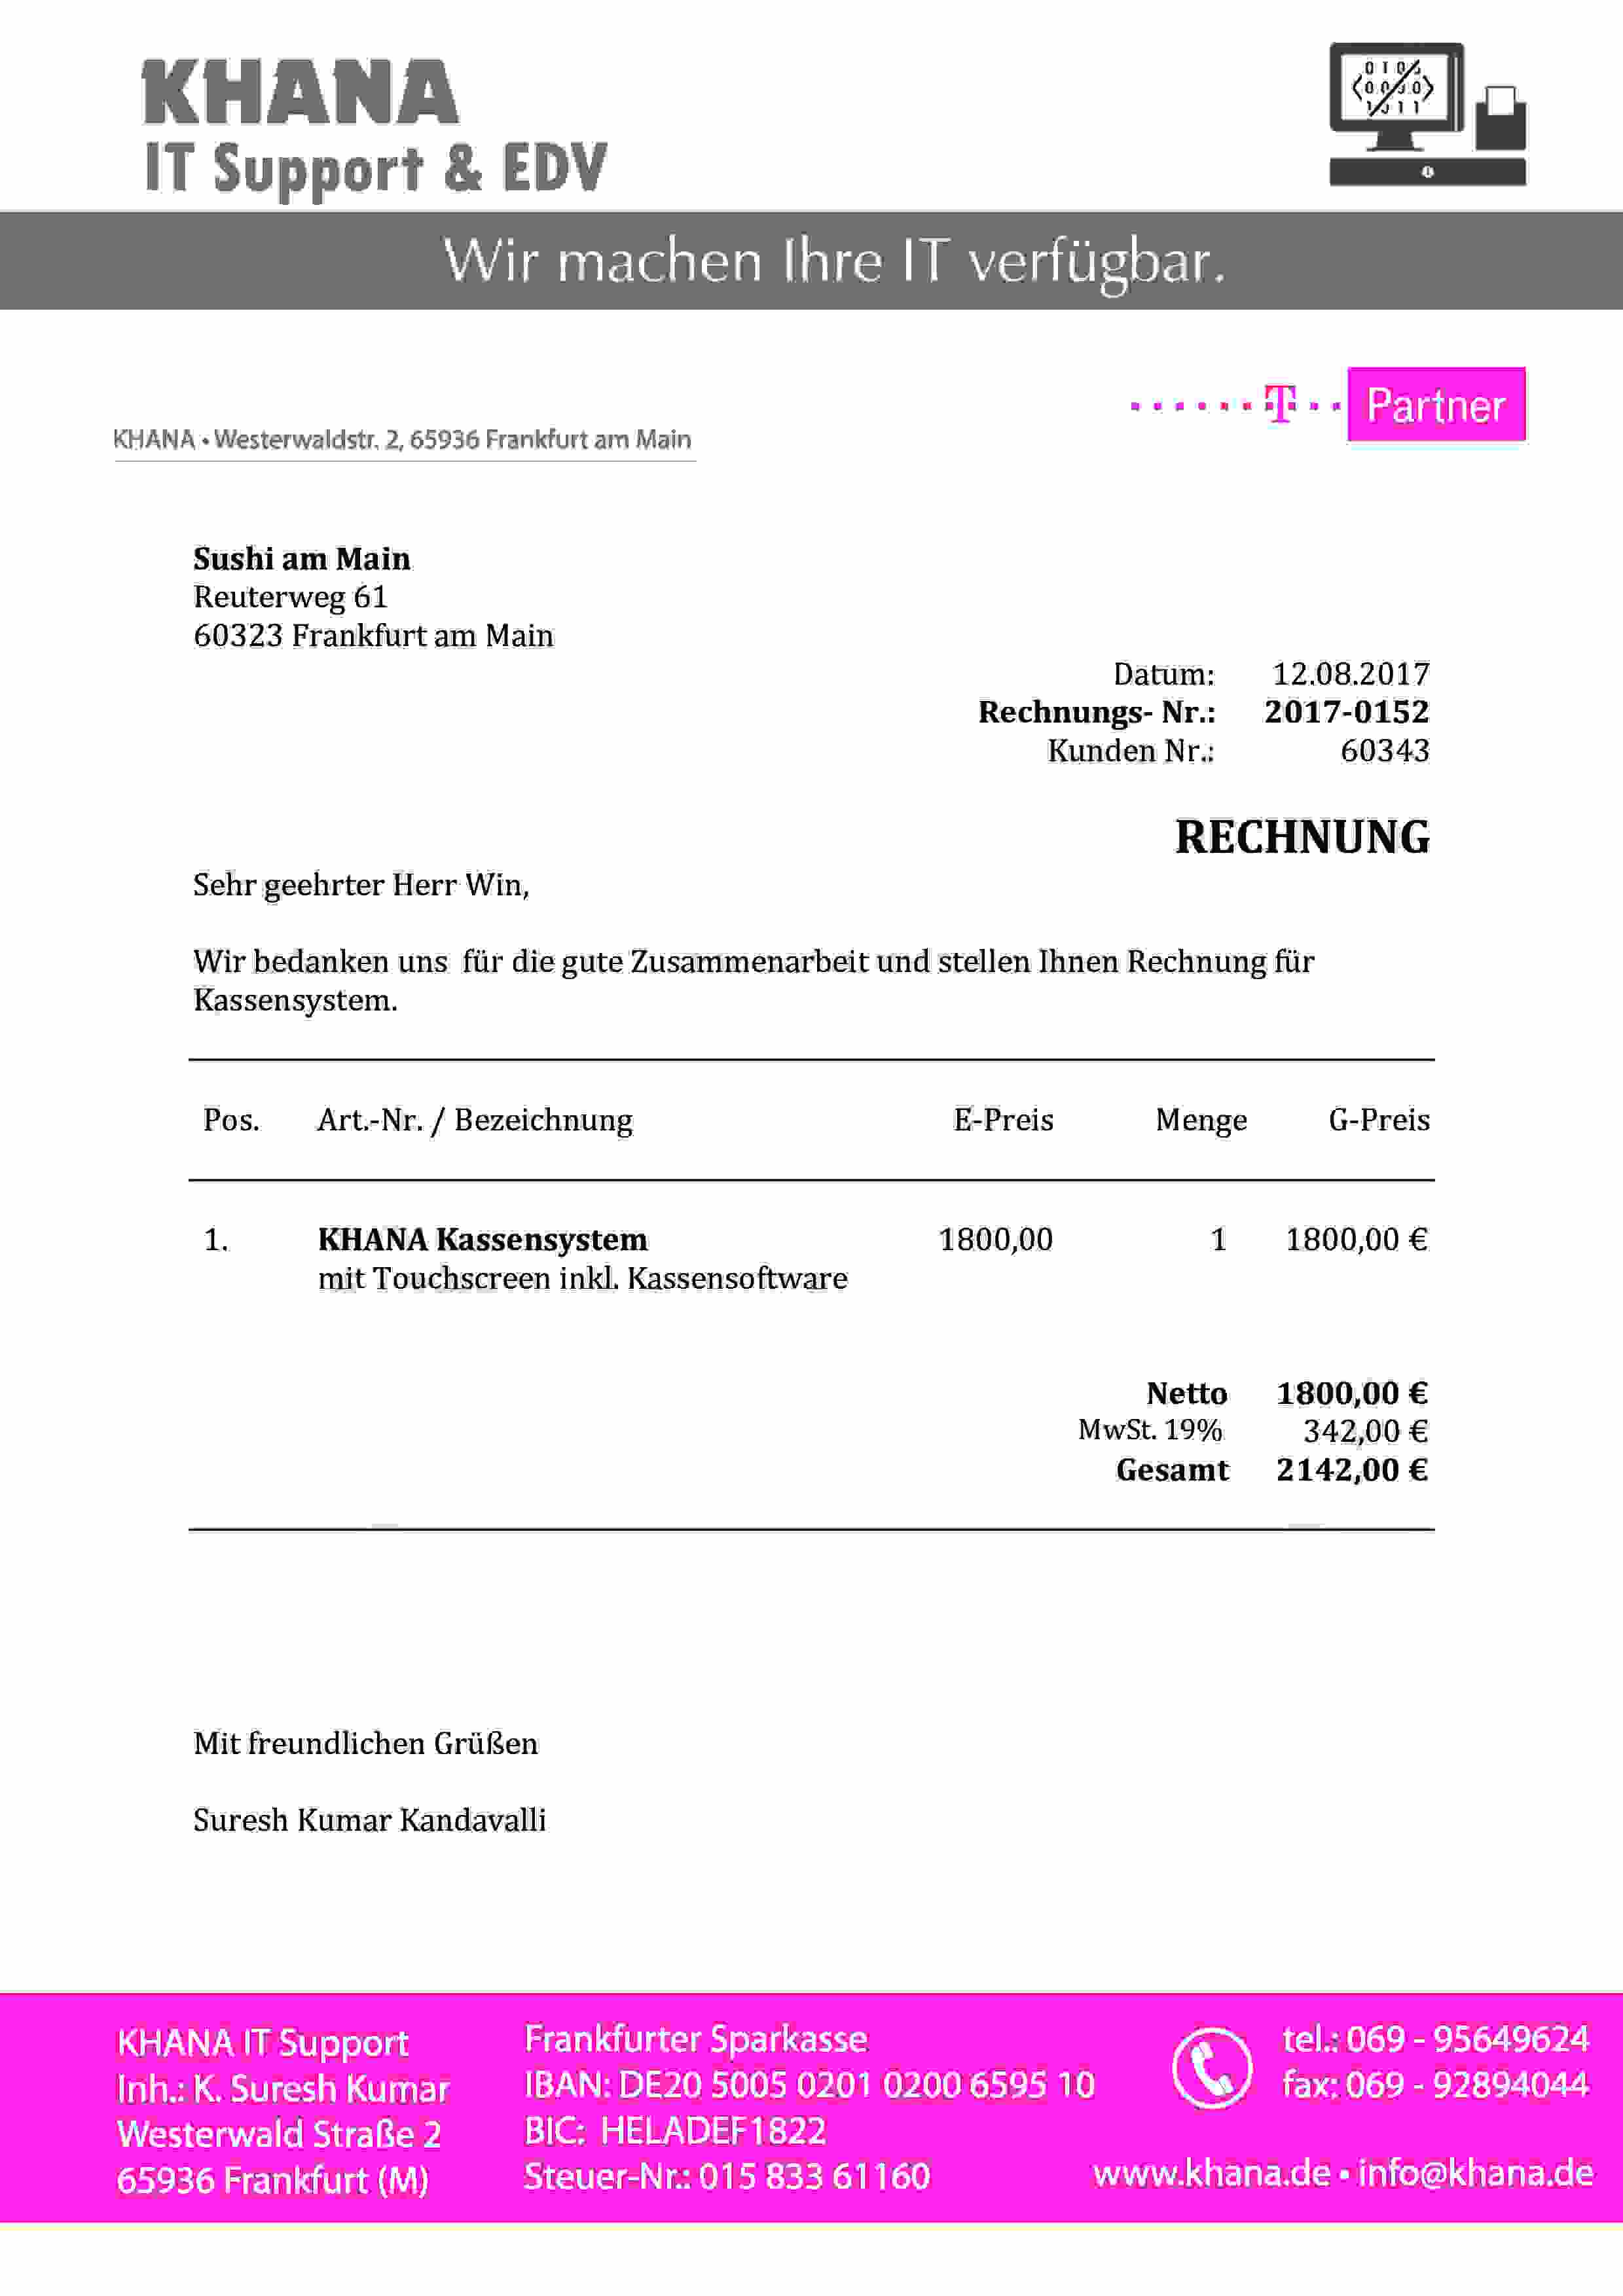 KHANA
IT Support & EDV
Wir machen Ihre IT verfügbar.
T Partner
KHANA • Westerwaldstr. 2, 65936 Frankfurt am Main
Sushi am Main
Reuterweg 61
60323 Frankfurt am Main
Datum: 12.08.2017
Rechnungs- Nr.: 2017-0152
Kunden Nr.: 60343
RECHNUNG
Sehr geehrter Herr Win,
Wir bedanken uns für die gute Zusammenarbeit und stellen Ihnen Rechnung für
Kassensystem.
Pos. Art.-Nr. / Bezeichnung E-Preis Menge G-Preis
1. KHANA Kassensystem 1800,00 1 1800,00 €
mit Touchscreen inkl. Kassensoftware
Netto 1800,00 €
MwSt. 19% 342,00 €
Gesamt 2142,00 €
Mit freundlichen Grüßen
Suresh Kumar Kandavalli
KHANA IT Support
Inh.: K. Suresh Kumar
Westerwald Straße 2
65936 Frankfurt (M)
Frankfurter Sparkasse
IBAN: DE20 5005 0201 0200 6595 10
BIC: HELADEF1822
Steuer-Nr.: 015 833 61160
tel.: 069 - 95649624
fax: 069 - 92894044
www.khana.de • info@khana.de